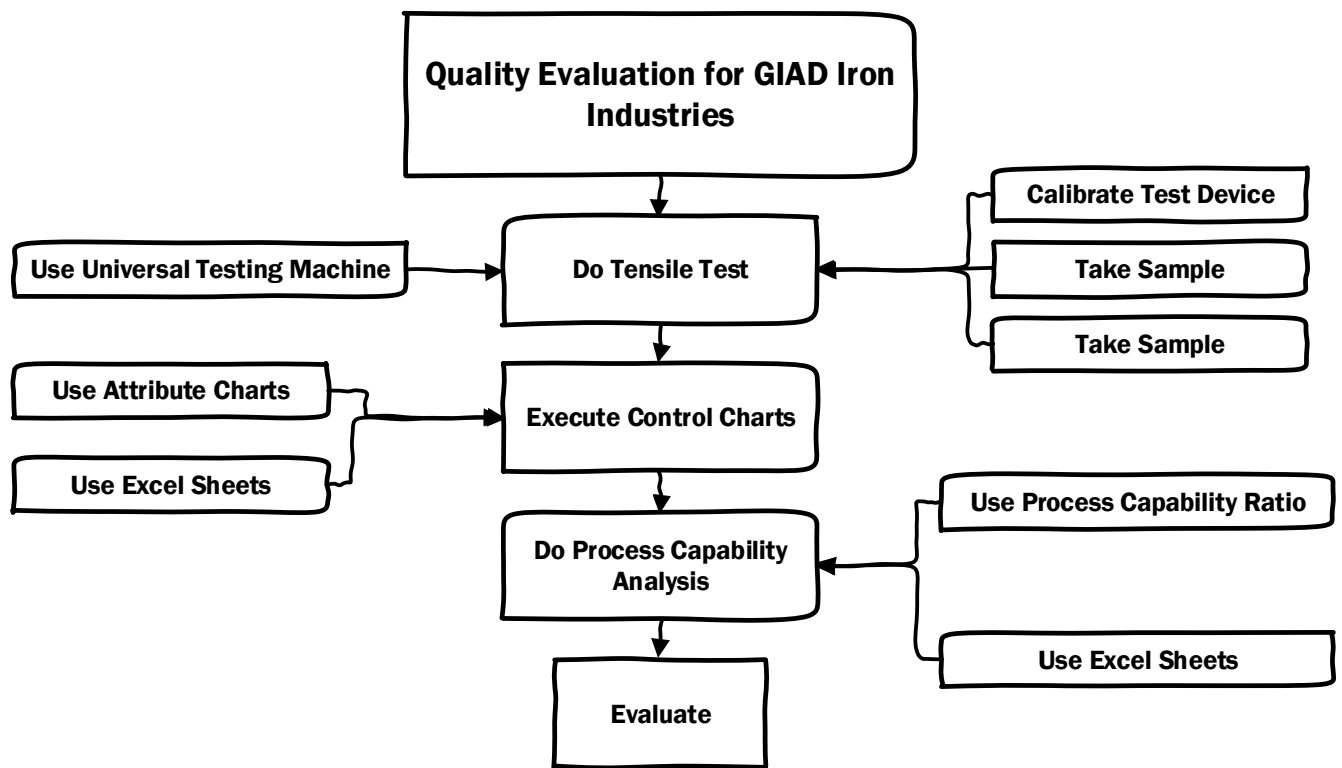 Quality Evaluation for GIAD Iron
Industries
Calibrate Test Device
Use Universal Testing Machine
Do Tensile Test
Take Sample
Take Sample
Use Attribute Charts
Execute Control Charts
Use Excel Sheets
Use Process Capability Ratio
Do Process Capability
Analysis
Use Excel Sheets
Evaluate